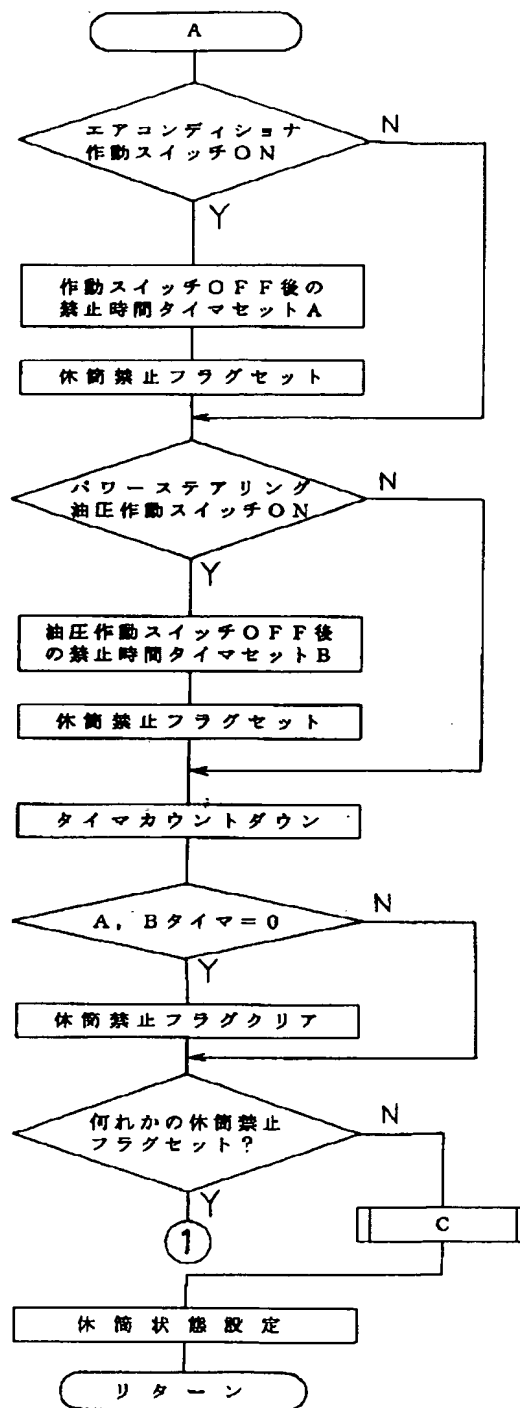 A
エアコンディショナ
作動スイッチON
N
Y
作動スイッチOFF後の
禁止時間タイマセットA
休筒禁止フラグセット
パワーステアリング
油圧作動スイッチON
N
Y
油圧作動スイッチOFF後
の禁止時間タイマセットB
休筒禁止フラグセット
タイマカウントダウン
A，Bタイマ＝0
N
Y
休筒禁止フラグクリア
何れかの休筒禁止
フラグセット？
N
Y
1
C
休筒状態設定
リターン